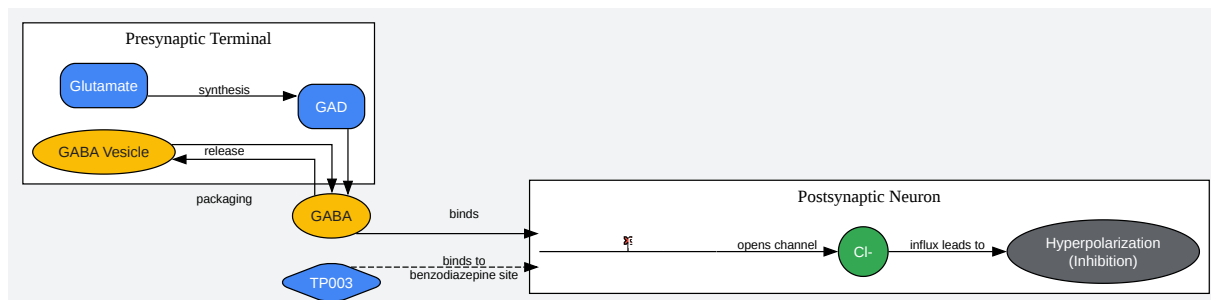 Presynaptic Terminal
Glutamate
synthesis
GAD
GABA Vesicle
release
packaging
GABA
binds
Postsynaptic Neuron
opens channel
Cl-
influx leads to
Hyperpolarization
(Inhibition)
binds to
benzodiazepine site
TP003